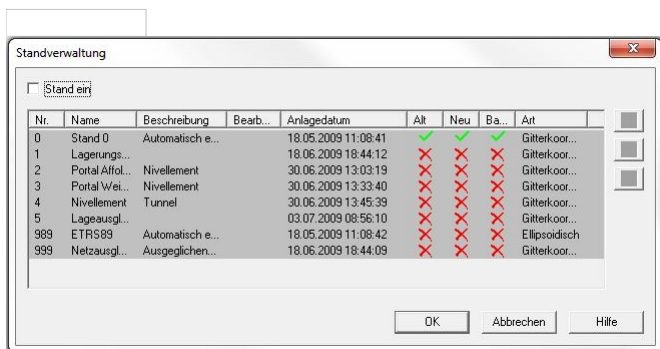 Standverwaltung
Stand ein
Nr. Name Beschreibung Bearb... Anlagedatum Alt Neu Ba... Art
0 Stand 0 Automatisch e... 18.05.2009 11:08:41 Gitterkoor...
1 Lagerungs... 18.06.2009 18:44:12 Gitterkoor...
2 Portal Affol... Nivellement 30.06.2009 13:03:19 Gitterkoor...
3 Portal Wei... Nivellement 30.06.2009 13:33:40 Gitterkoor...
4 Nivellement Tunnel 30.06.2009 13:45:39 Gitterkoor...
5 Lageausgl... 03.07.2009 08:56:10 Gitterkoor...
989 ETRS89 Automatisch e... 18.05.2009 11:08:42 Ellipsoidisch
999 Netzausgl... Ausgeglichen... 18.06.2009 18:44:09 Gitterkoor...
OK Abbrechen Hilfe